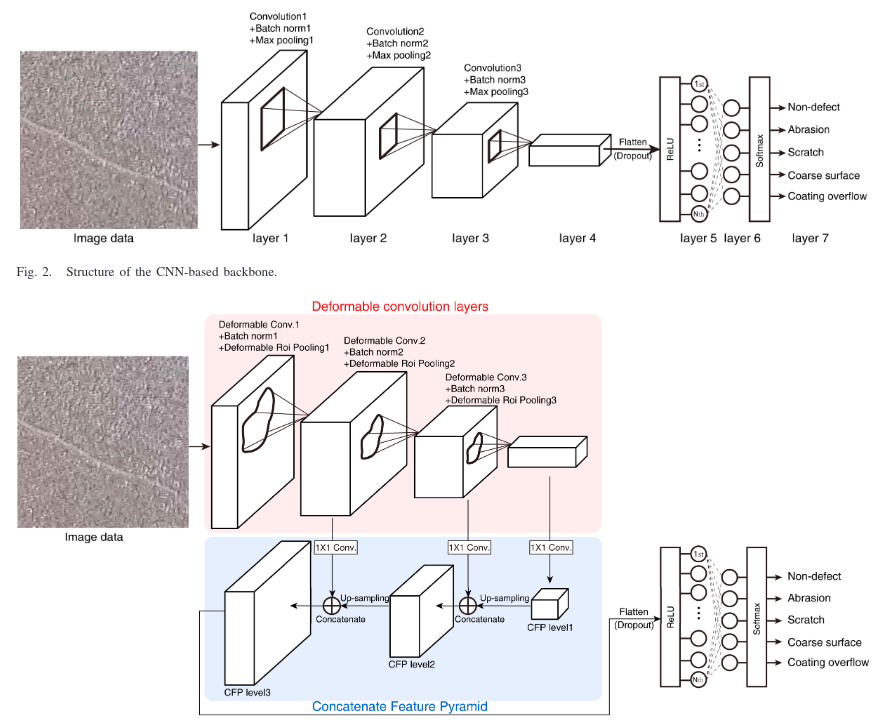 Convolution1
+Batch norm1
+Max pooling1
Convolution2
+Batch norm2
+Max pooling2
Convolution3
+Batch norm3
+Max pooling3
Flatten
(Dropout)
ReLU
1st
Nth
Softmax
Non-defect
Abrasion
Scratch
Coarse surface
Coating overflow
Image data
layer 1
layer 2
layer 3
layer 4
layer 5
layer 6
layer 7
Fig. 2. Structure of the CNN-based backbone.
Deformable convolution layers
Deformable Conv.1
+Batch norm1
+Deformable Roi Pooling1
Deformable Conv.2
+Batch norm2
+Deformable Roi Pooling2
Deformable Conv.3
+Batch norm3
+Deformable Roi Pooling3
Image data
1X1 Conv.
1X1 Conv.
1X1 Conv.
Up-sampling
Concatenate
Up-sampling
Concatenate
CFP level1
CFP level2
CFP level3
Concatenate Feature Pyramid
Flatten
(Dropout)
ReLU
1st
Nth
Softmax
Non-defect
Abrasion
Scratch
Coarse surface
Coating overflow